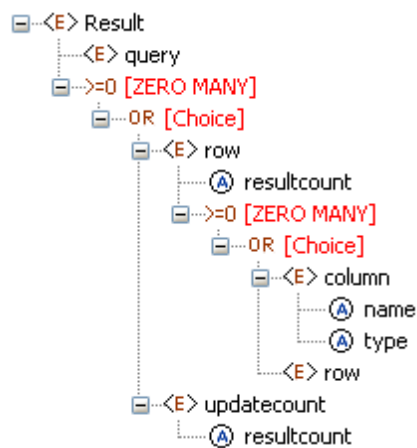 <E> Result
<E> query
>=0 [ZERO MANY]
OR [Choice]
<E> row
A resultcount
>=0 [ZERO MANY]
OR [Choice]
<E> column
A name
A type
<E> row
<E> updatecount
A resultcount